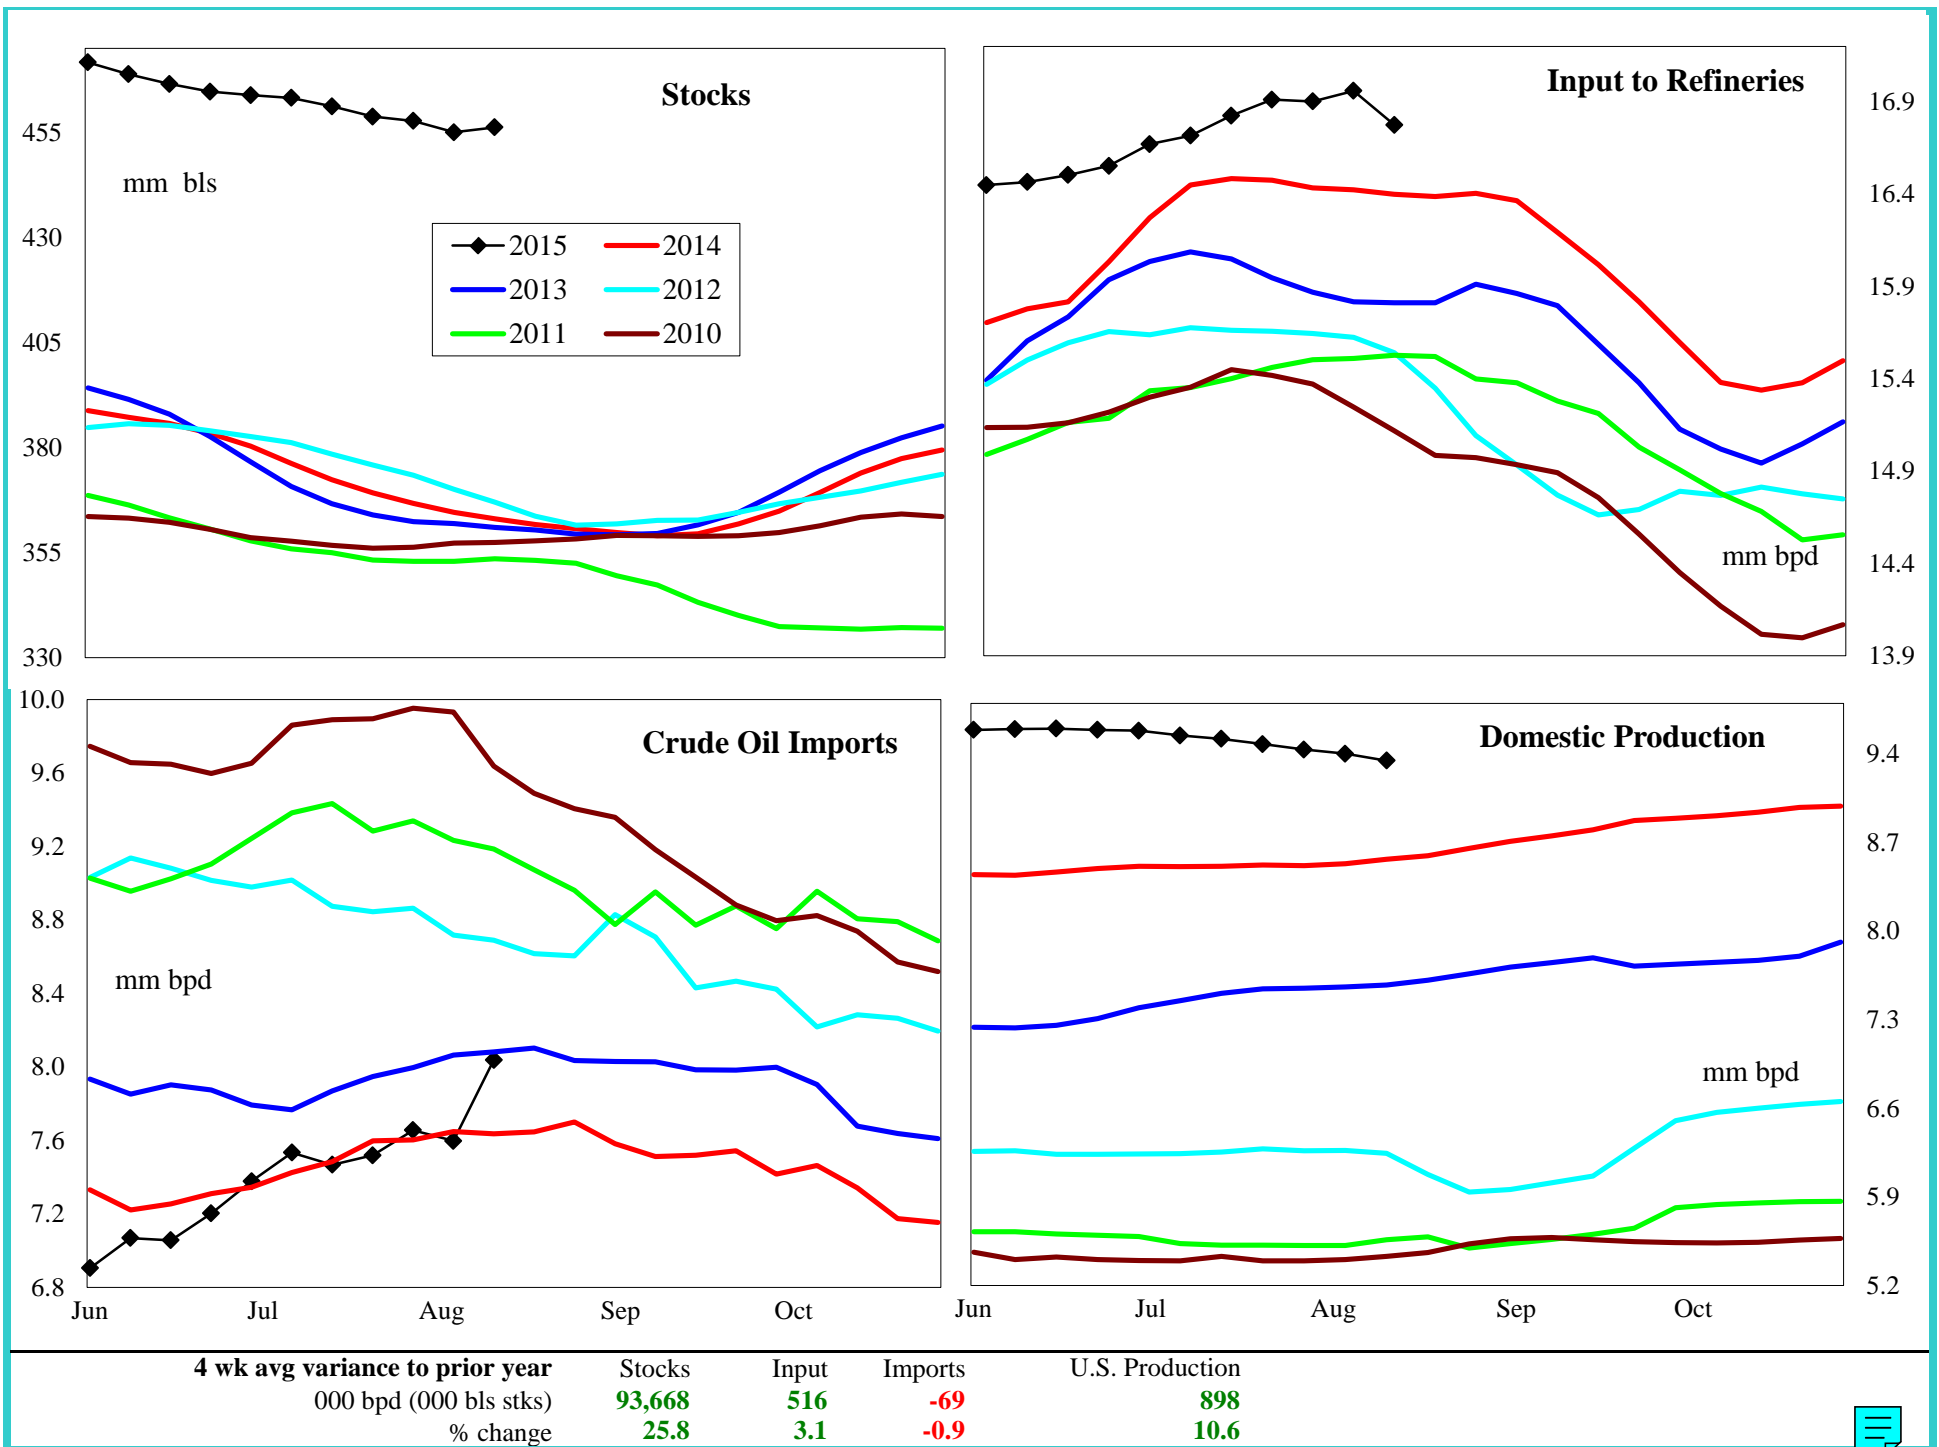 Stocks
455
mm bls
430
405
380
355
330
2015 2014
2013 2012
2011 2010
Input to Refineries
16.9
16.4
15.9
15.4
14.9
14.4
13.9
mm bpd
Crude Oil Imports
10.0
9.6
9.2
8.8
8.4
8.0
7.6
7.2
6.8
mm bpd
Jun Jul Aug Sep Oct
Domestic Production
9.4
8.7
8.0
7.3
6.6
5.9
5.2
mm bpd
Jun Jul Aug Sep Oct
4 wk avg variance to prior year Stocks Input Imports U.S. Production
000 bpd (000 bls stks) 93,668 516 -69 898
% change 25.8 3.1 -0.9 10.6